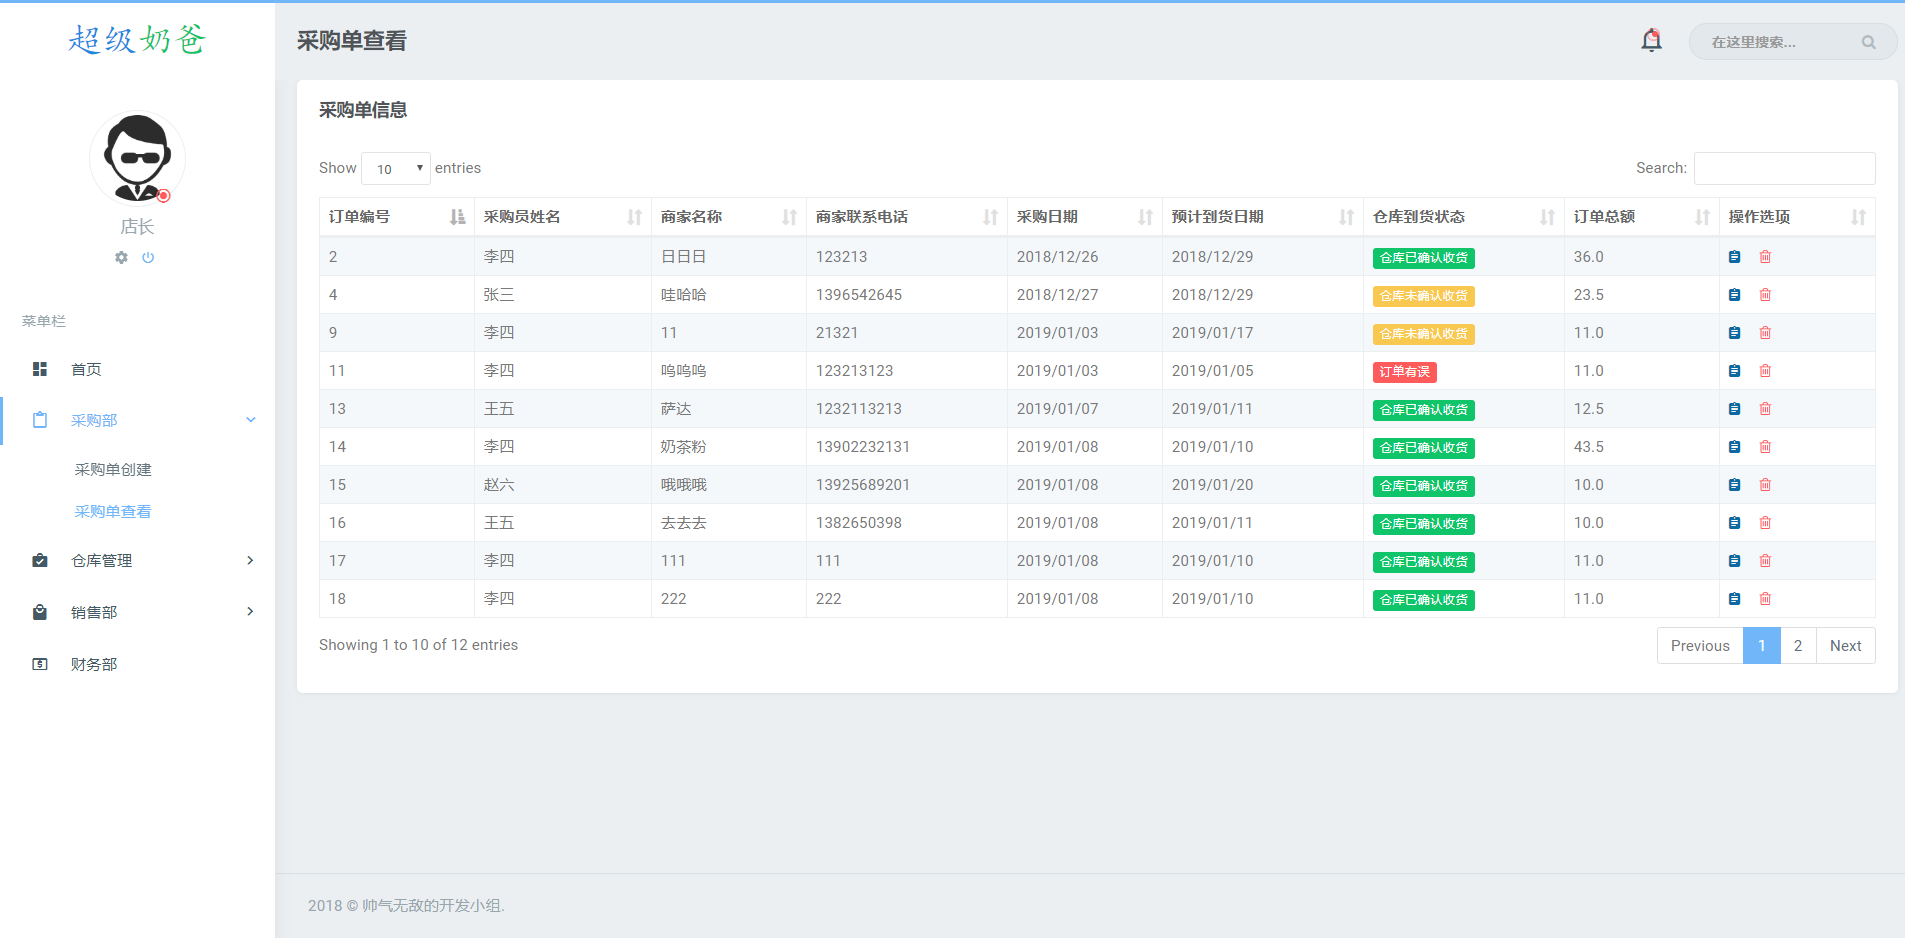 超级奶爸
店长
菜单栏
首页
采购部
采购单创建
采购单查看
仓库管理
销售部
财务部
采购单查看
在这里搜索...
采购单信息
Show 10 entries
Search:
订单编号 采购员姓名 商家名称 商家联系电话 采购日期 预计到货日期 仓库到货状态 订单总额 操作选项
2 李四 日日日 123213 2018/12/26 2018/12/29 仓库已确认收货 36.0
4 张三 哇哈哈 1396542645 2018/12/27 2018/12/29 仓库未确认收货 23.5
9 李四 11 21321 2019/01/03 2019/01/17 仓库未确认收货 11.0
11 李四 呜呜呜 123213123 2019/01/03 2019/01/05 订单有误 11.0
13 王五 萨达 1232113213 2019/01/07 2019/01/11 仓库已确认收货 12.5
14 李四 奶茶粉 13902232131 2019/01/08 2019/01/10 仓库已确认收货 43.5
15 赵六 哦哦哦 13925689201 2019/01/08 2019/01/20 仓库已确认收货 10.0
16 王五 去去去 1382650398 2019/01/08 2019/01/11 仓库已确认收货 10.0
17 李四 111 111 2019/01/08 2019/01/10 仓库已确认收货 11.0
18 李四 222 222 2019/01/08 2019/01/10 仓库已确认收货 11.0
Showing 1 to 10 of 12 entries
Previous 1 2 Next
2018 © 帅气无敌的开发小组.